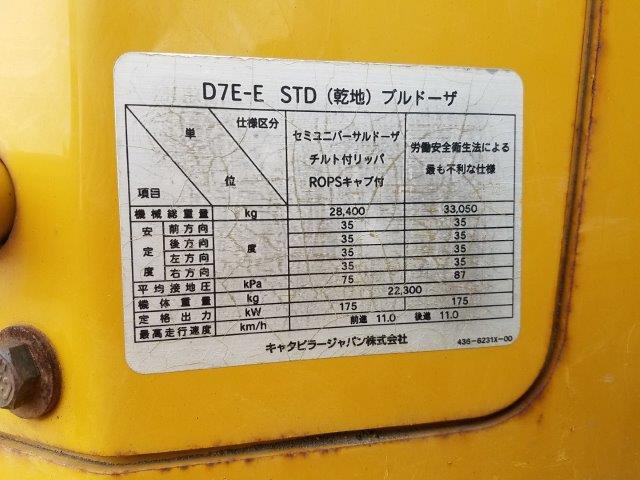 D7E-E STD (乾地) ブルドーザ
仕様区分
単位
項目
セミユニバーサルドーザ
チルト付リッパ
ROPSキャブ付
労働安全衛生法による
最も不利な仕様
機械総重量 kg 28,400 33,050
安定度 前方向 度 35 35
後方向 35 35
左方向 35 35
右方向 35 35
平均接地圧 kPa 75 87
機体重量 kg 22,300
定格出力 kW 175 175
最高走行速度 km/h 前進 11.0 後進 11.0
キャタピラージャパン株式会社
436-6231X-00